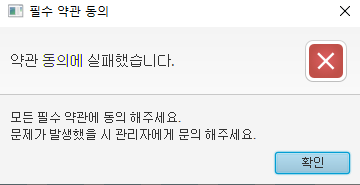 필수 약관 동의
약관 동의에 실패했습니다.
모든 필수 약관에 동의 해주세요.
문제가 발생했을 시 관리자에게 문의 해주세요.
확인